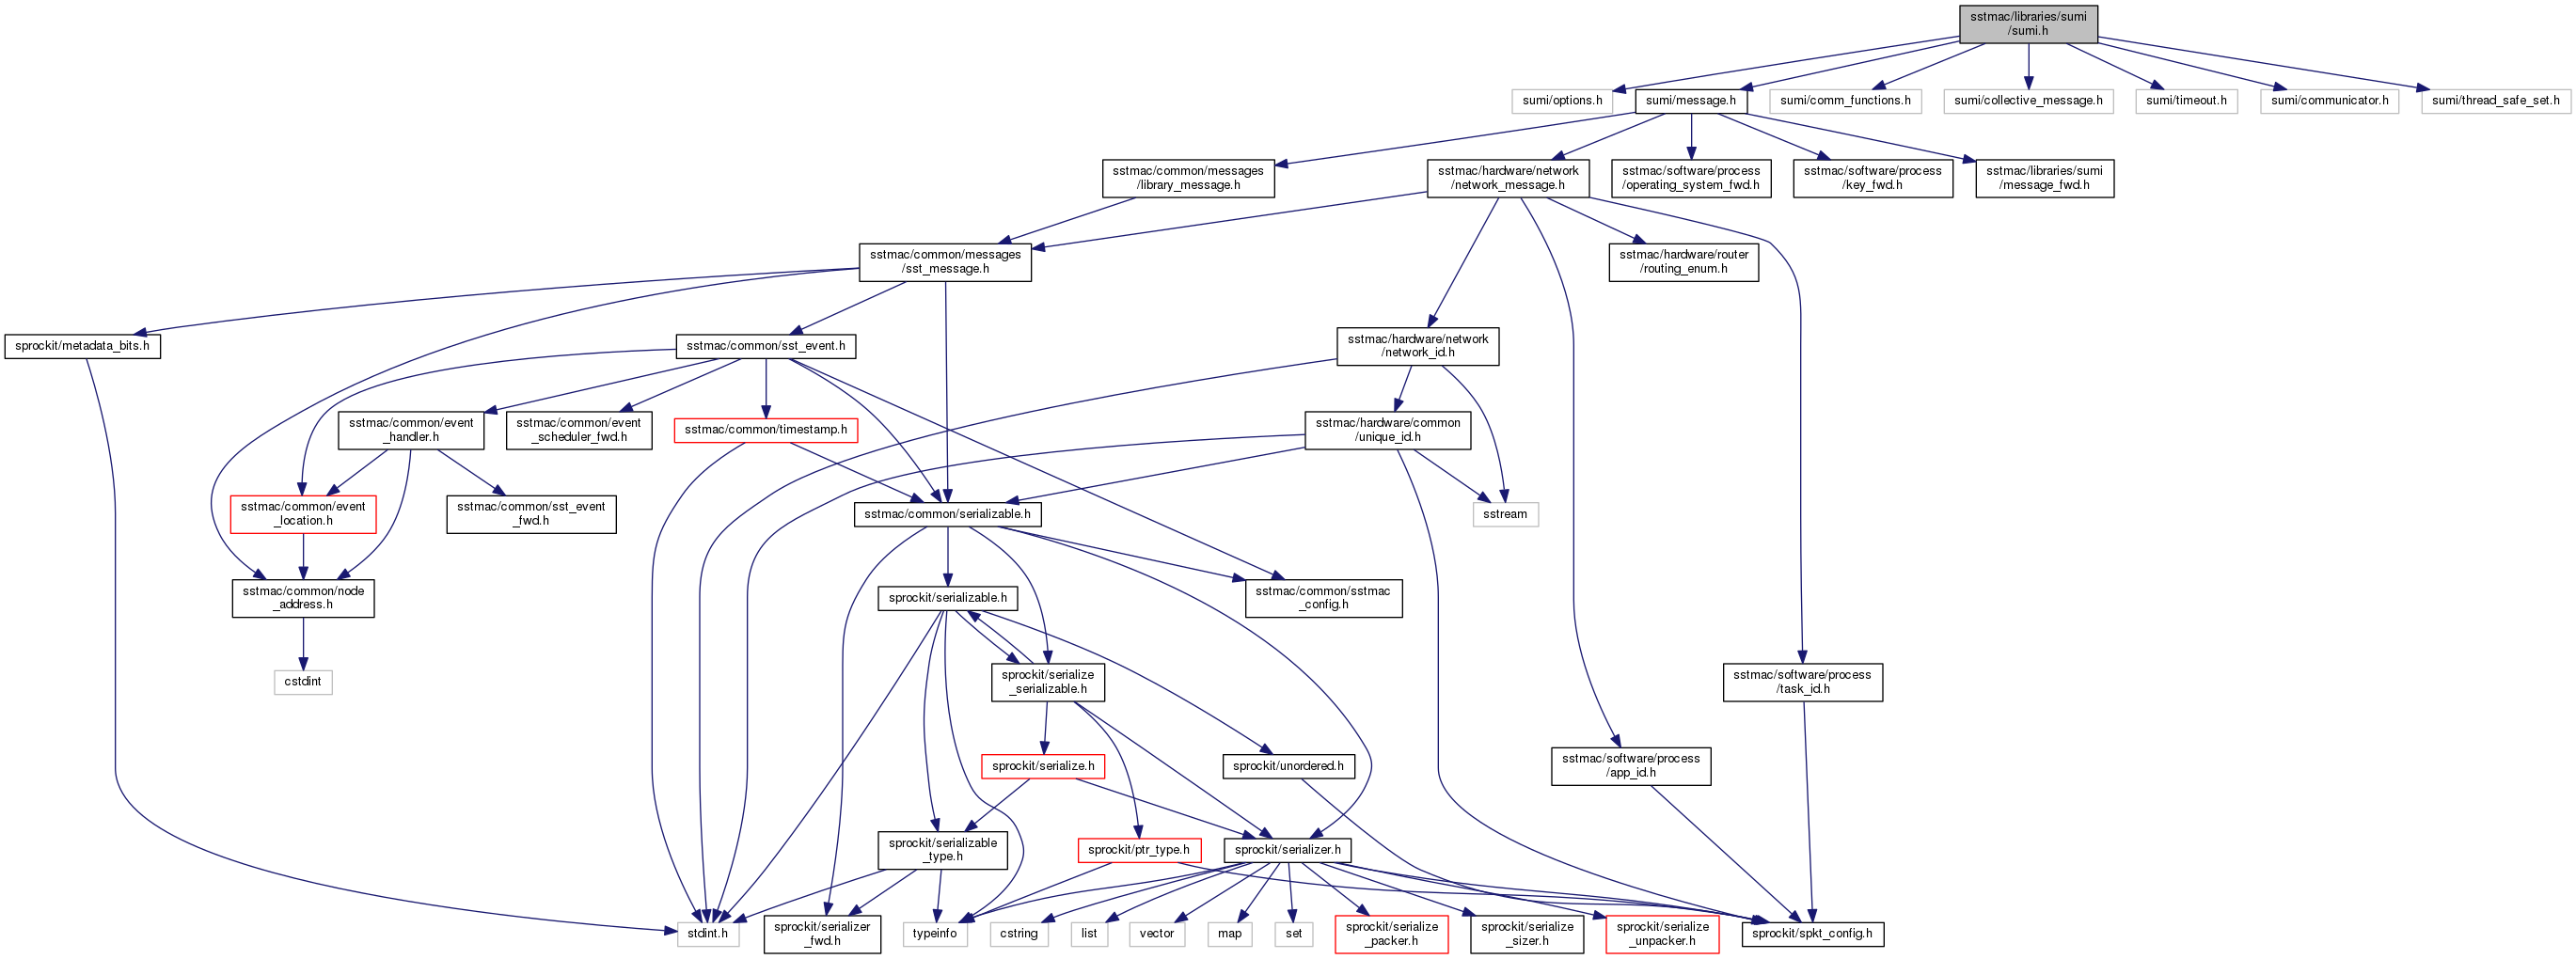 sstmac/libraries/sumi
/sumi.h
sumi/options.h
sumi/message.h
sumi/comm_functions.h
sumi/collective_message.h
sumi/timeout.h
sumi/communicator.h
sumi/thread_safe_set.h
sstmac/common/messages
/library_message.h
sstmac/hardware/network
/network_message.h
sstmac/software/process
/operating_system_fwd.h
sstmac/software/process
/key_fwd.h
sstmac/libraries/sumi
/message_fwd.h
sstmac/common/messages
/sst_message.h
sstmac/hardware/router
/routing_enum.h
sprockit/metadata_bits.h
sstmac/common/sst_event.h
sstmac/hardware/network
/network_id.h
sstmac/common/event
_handler.h
sstmac/common/event
_scheduler_fwd.h
sstmac/common/timestamp.h
sstmac/hardware/common
/unique_id.h
sstmac/common/event
_location.h
sstmac/common/sst_event
_fwd.h
sstmac/common/serializable.h
sstream
sstmac/common/node
_address.h
sprockit/serializable.h
sstmac/common/sstmac
_config.h
cstdint
sprockit/serialize
_serializable.h
sstmac/software/process
/task_id.h
sprockit/serialize.h
sprockit/unordered.h
sstmac/software/process
/app_id.h
sprockit/serializable
_type.h
sprockit/ptr_type.h
sprockit/serializer.h
stdint.h
sprockit/serializer
_fwd.h
typeinfo
cstring
list
vector
map
set
sprockit/serialize
_packer.h
sprockit/serialize
_sizer.h
sprockit/serialize
_unpacker.h
sprockit/spkt_config.h